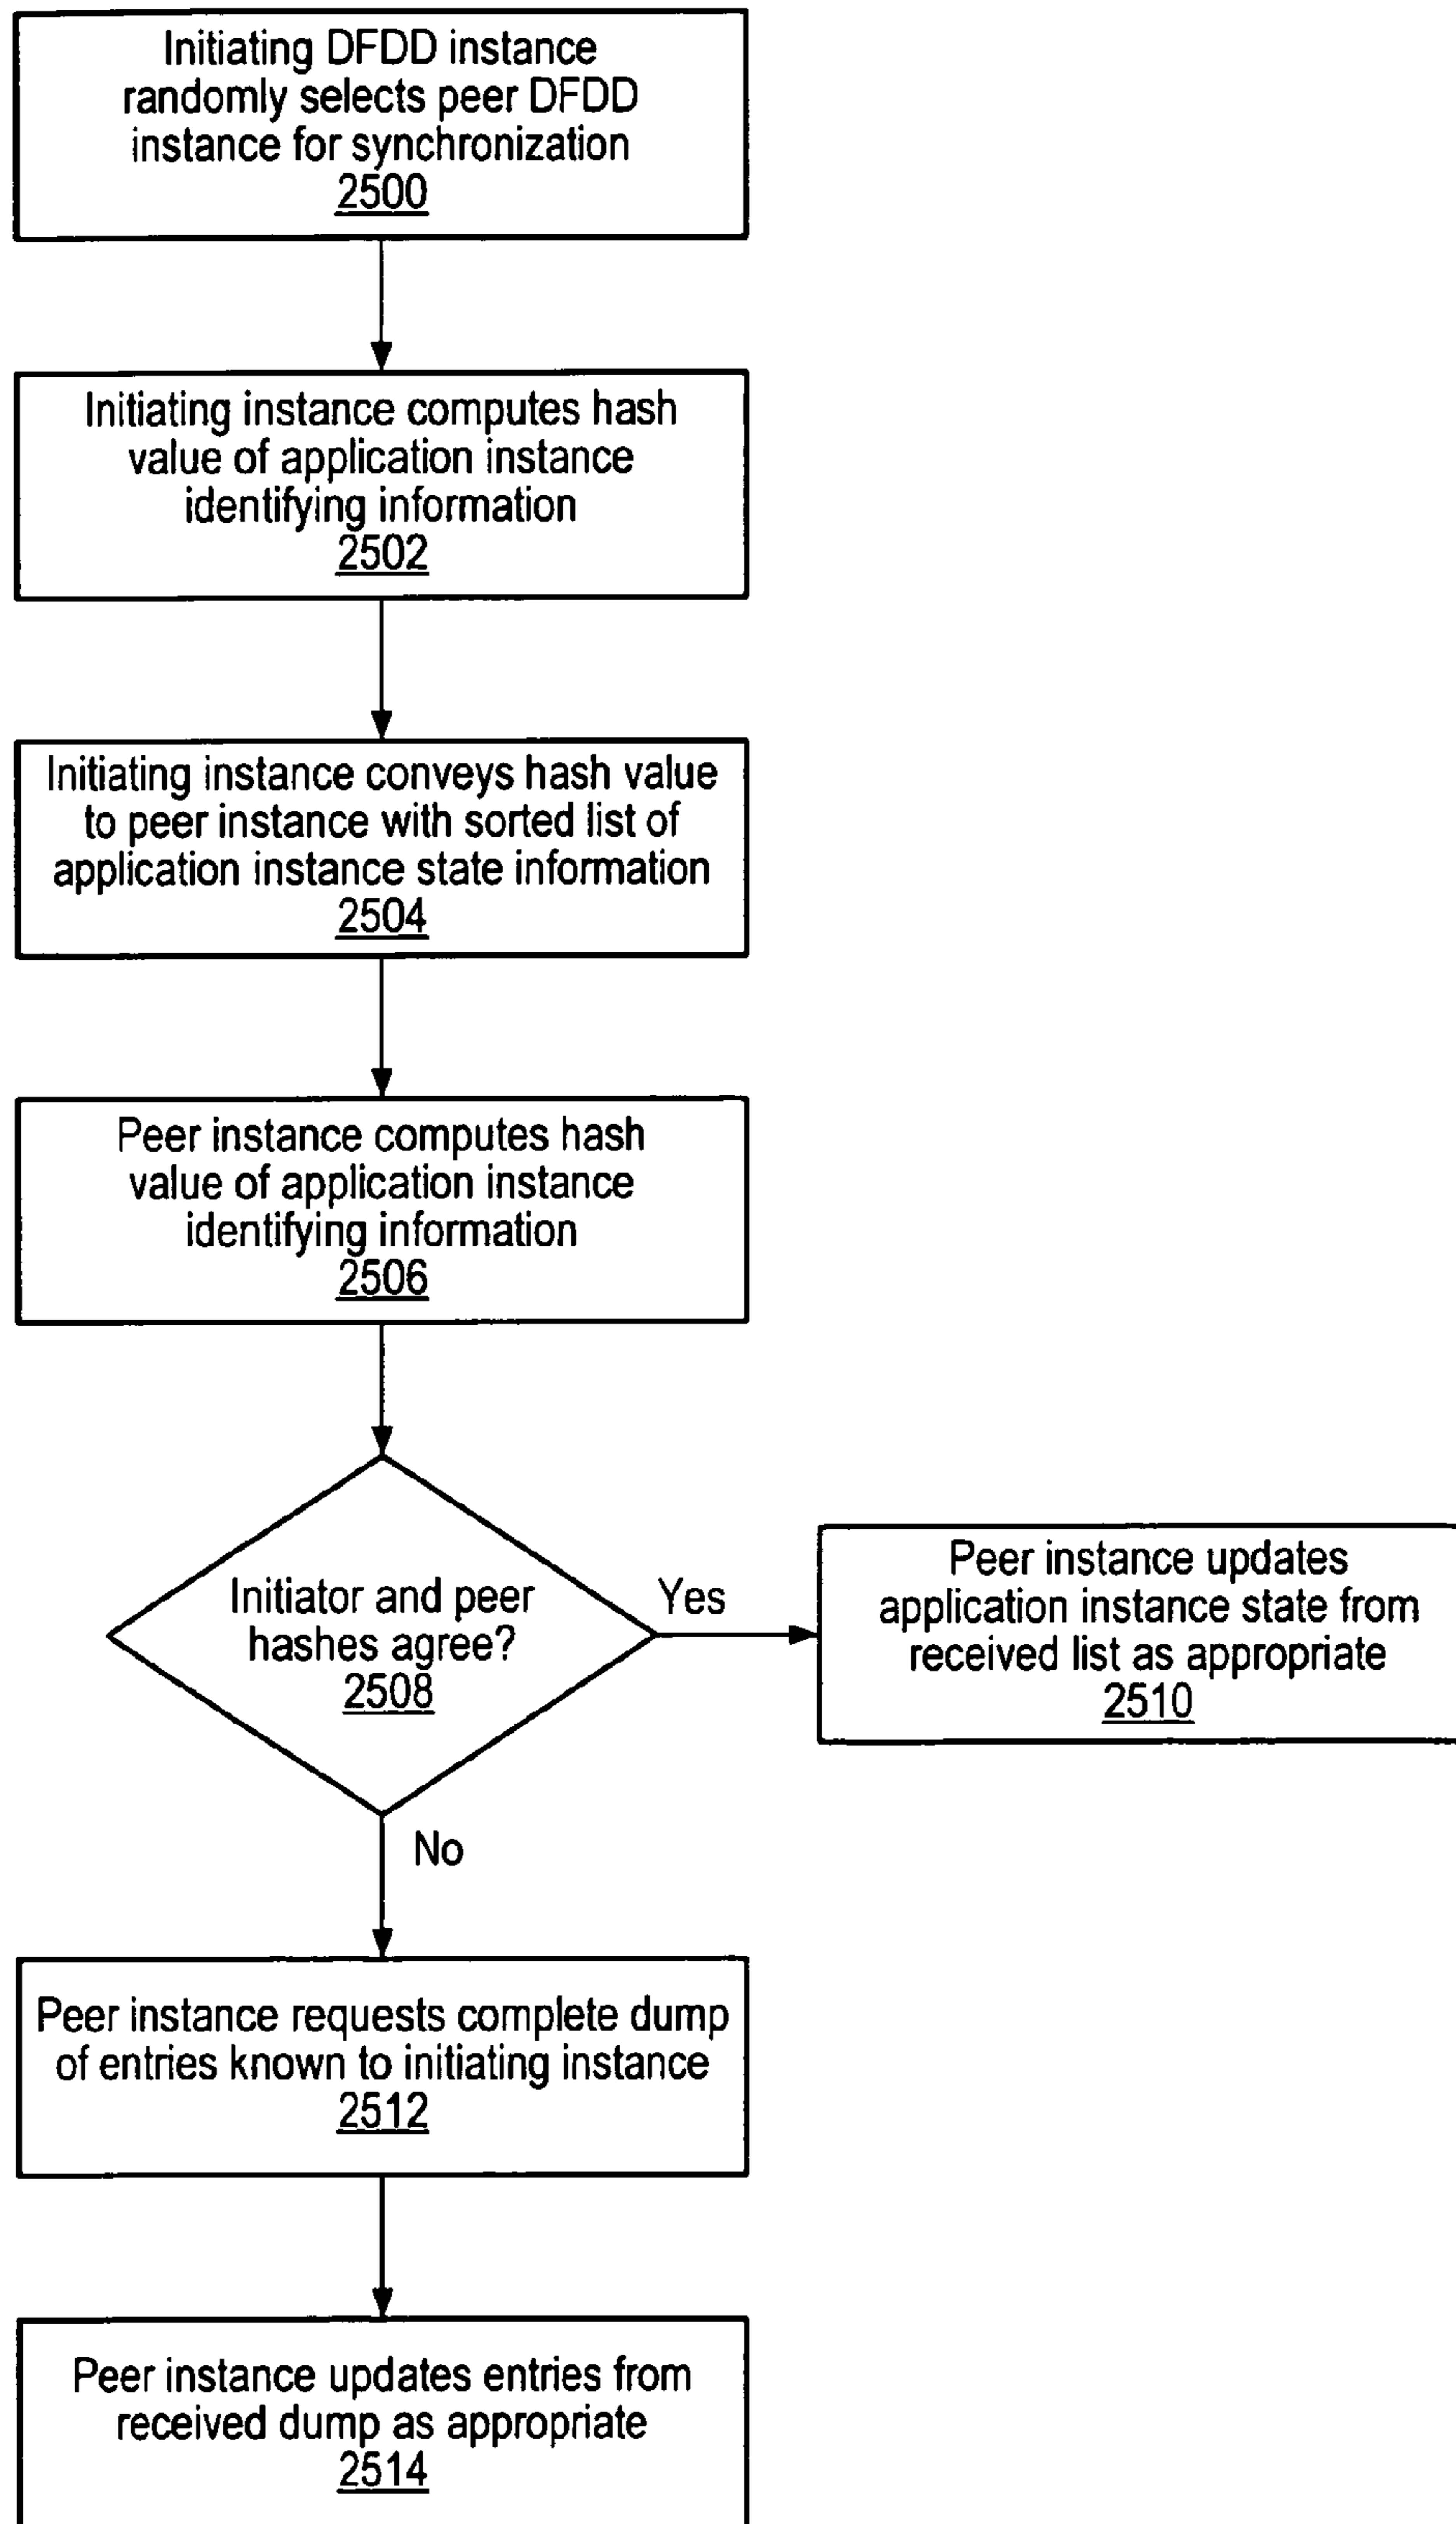 Initiating DFDD instance
randomly selects peer DFDD
instance for synchronization
2500
Initiating instance computes hash
value of application instance
identifying information
2502
Initiating instance conveys hash value
to peer instance with sorted list of
application instance state information
2504
Peer instance computes hash
value of application instance
identifying information
2506
Initiator and peer
hashes agree?
2508
Yes
Peer instance updates
application instance state from
received list as appropriate
2510
No
Peer instance requests complete dump
of entries known to initiating instance
2512
Peer instance updates entries from
received dump as appropriate
2514